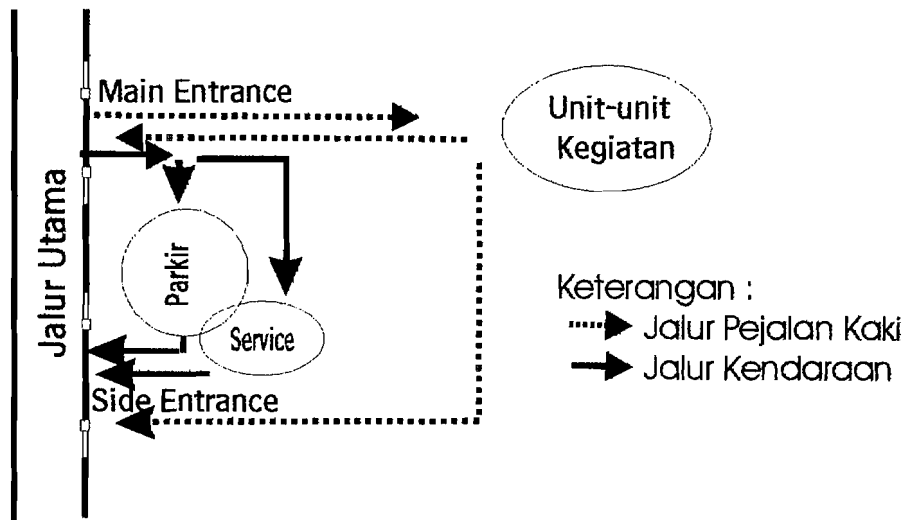 Main Entrance
Unit-unit
Kegiatan
Jalur Utama
Parkir
Service
Side Entrance
Keterangan :
Jalur Pejalan Kaki
Jalur Kendaraan